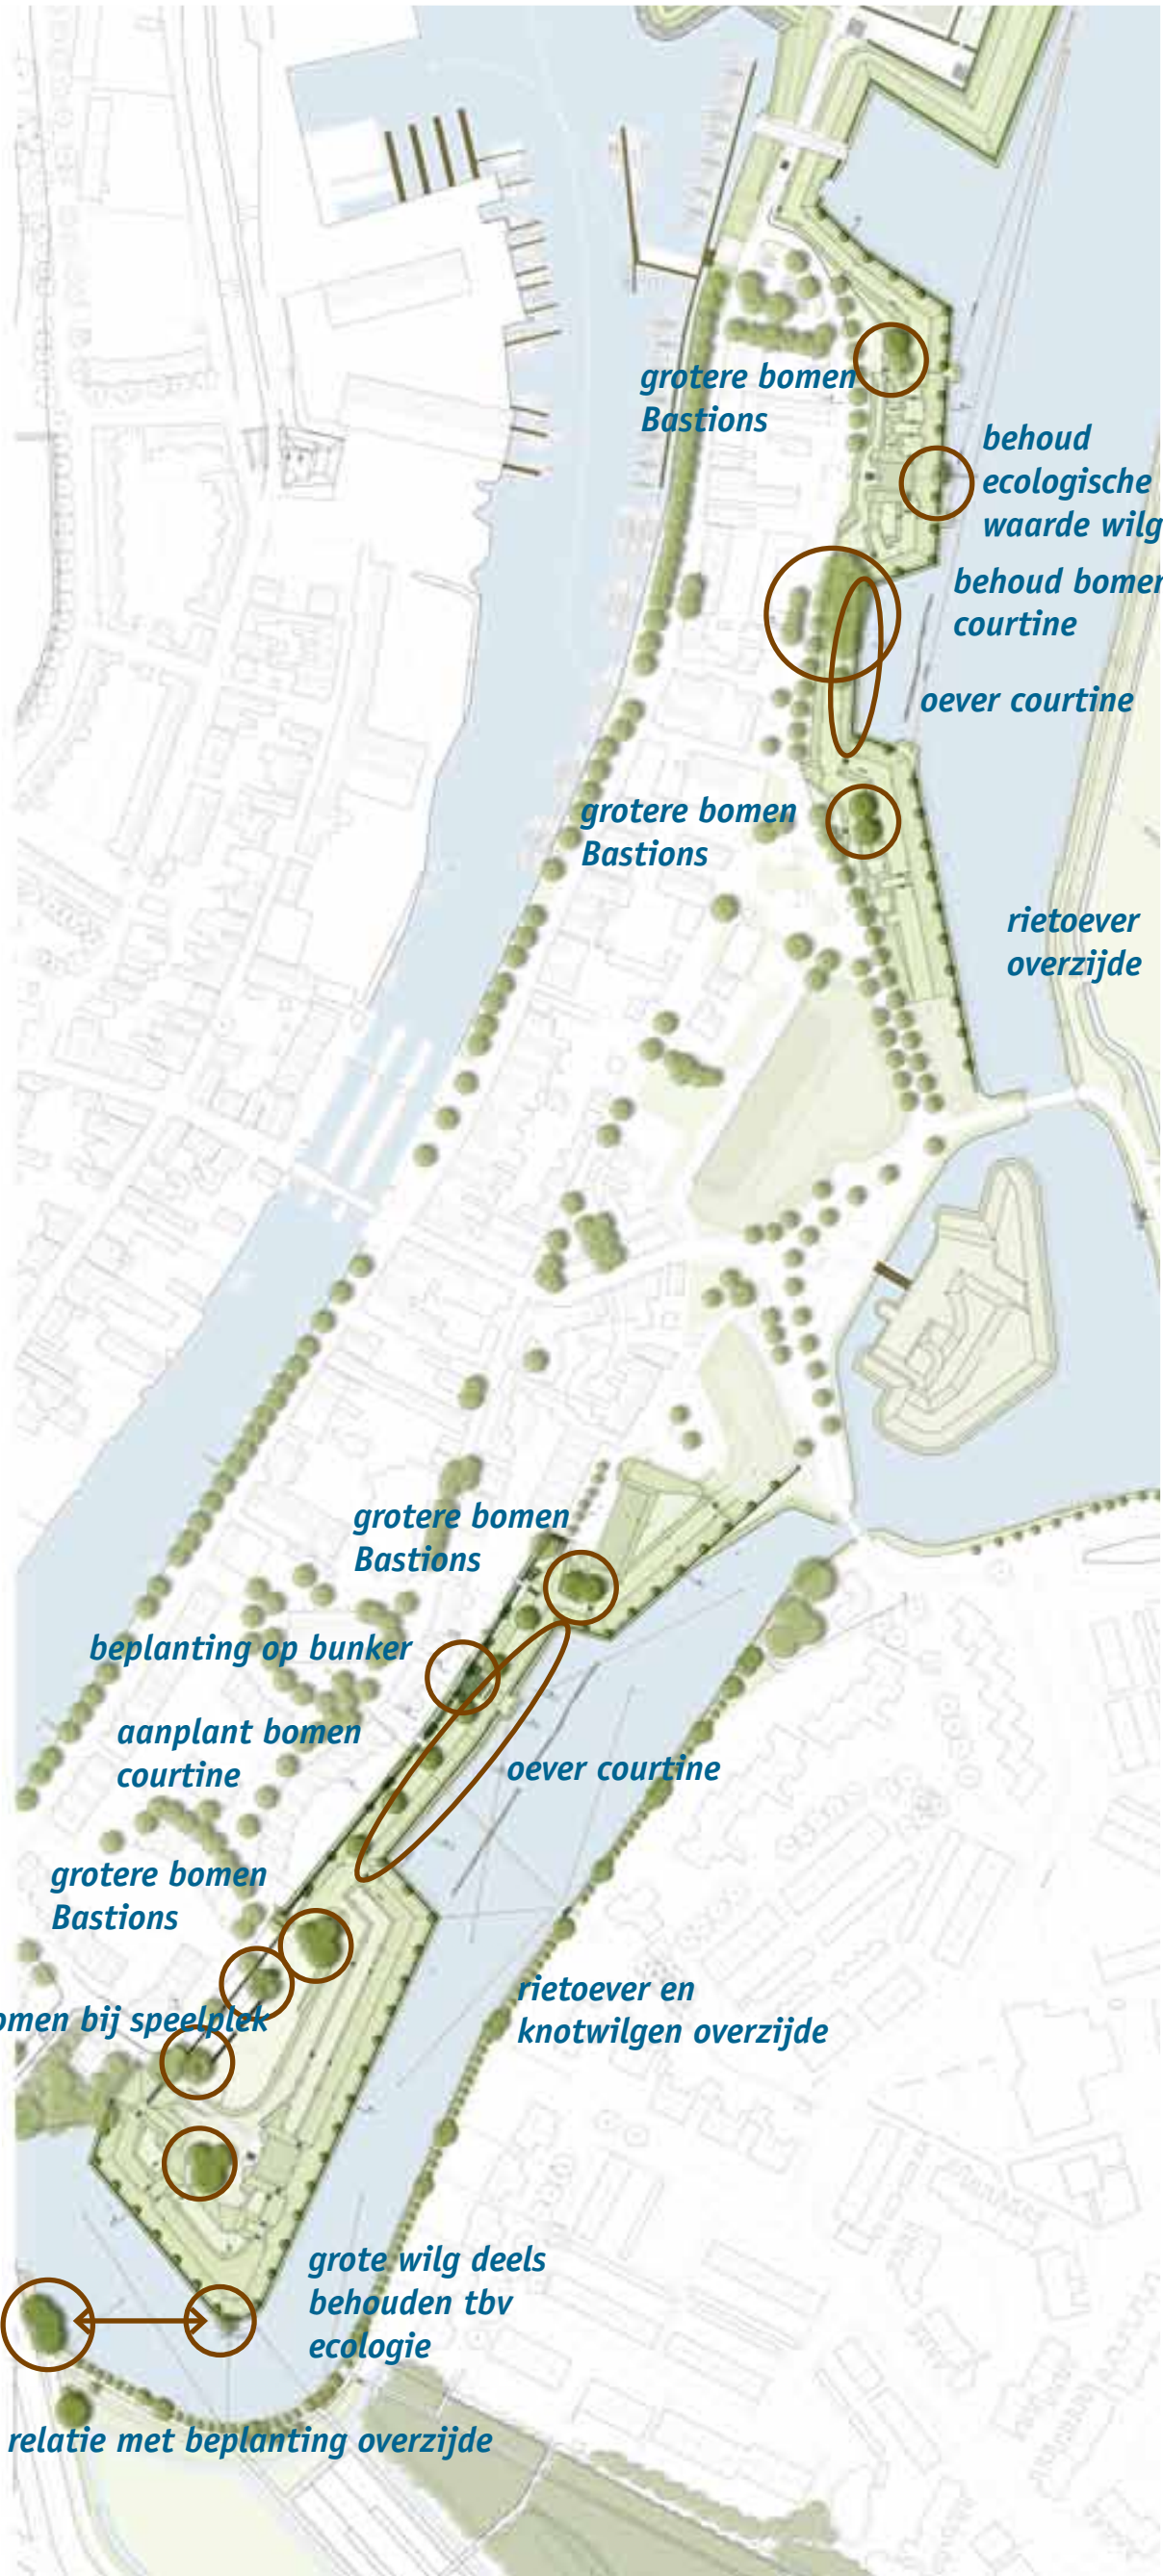 grotere bomen
Bastions
behoud
ecologische
waarde wilg
behoud bomen
courtine
oever courtine
grotere bomen
Bastions
rietoever
overzijde
grotere bomen
Bastions
beplanting op bunker
aanplant bomen
courtine
oever courtine
grotere bomen
Bastions
rietoever en
knotwilgen overzijde
omen bij speelplek
grote wilg deels
behouden tbv
ecologie
relatie met beplanting overzijde